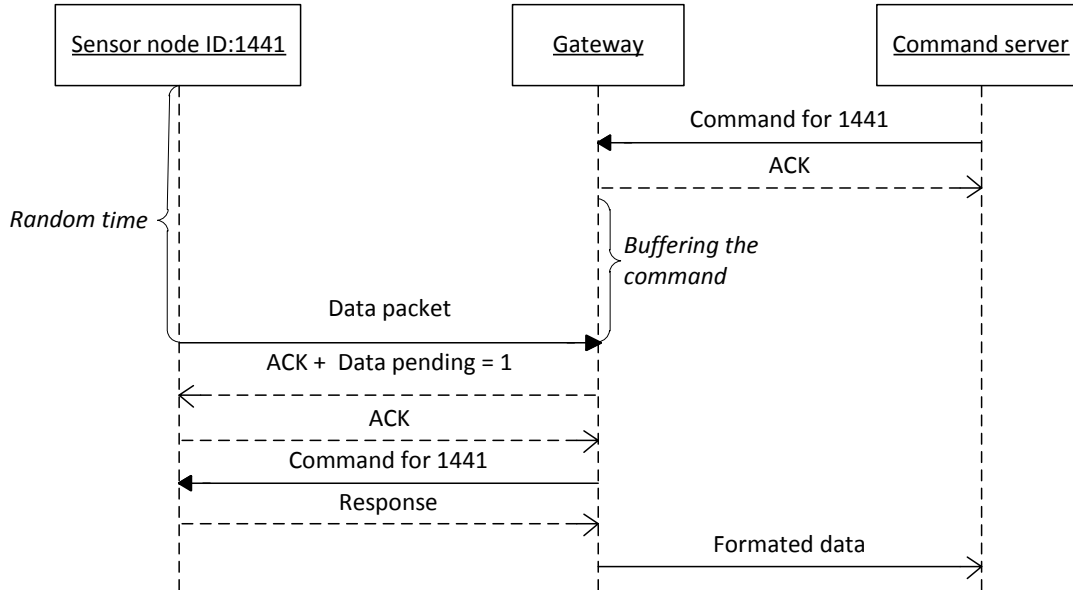 Sensor node ID:1441
Gateway
Command server
Command for 1441
ACK
Random time
Buffering the
command
Data packet
ACK + Data pending = 1
ACK
Command for 1441
Response
Formated data